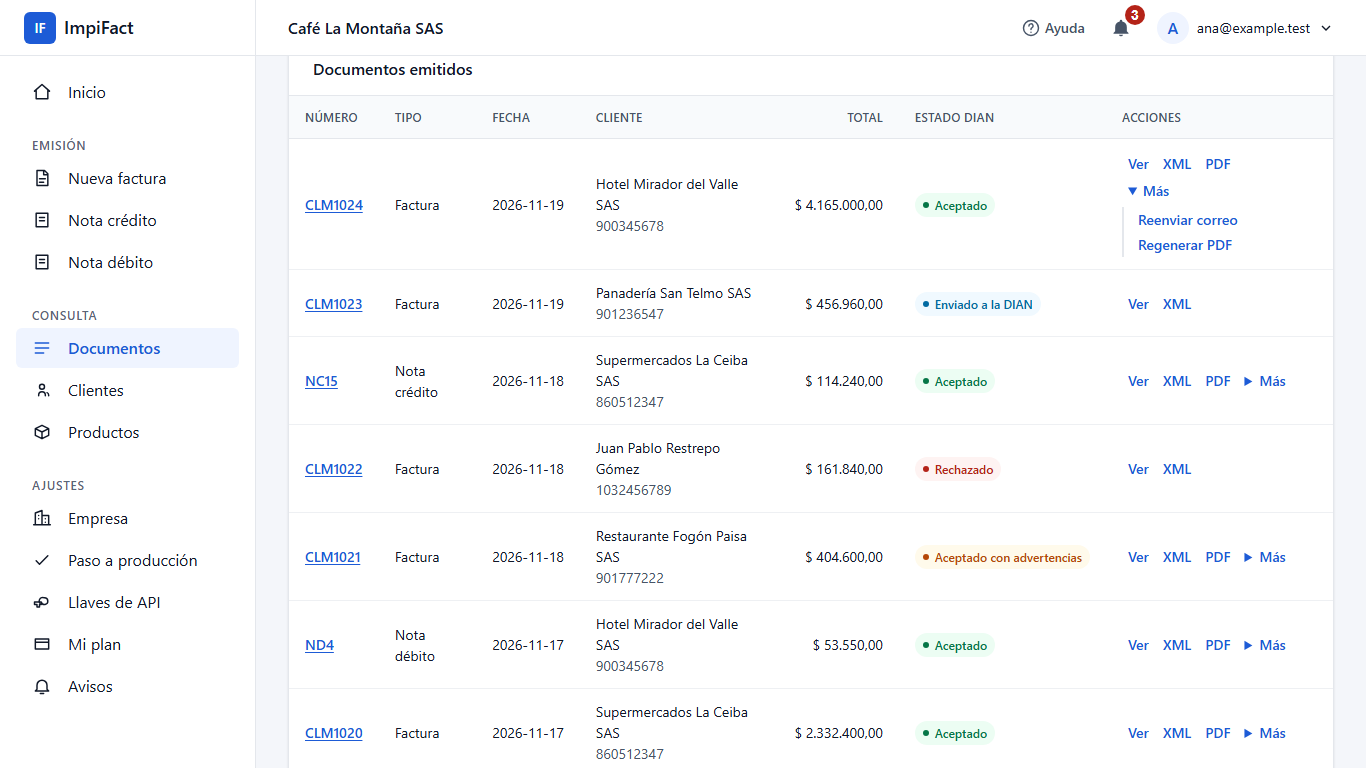 IF ImpiFact
Café La Montaña SAS
Ayuda
3
A
ana@example.test
Inicio
EMISIÓN
Nueva factura
Nota crédito
Nota débito
CONSULTA
Documentos
Clientes
Productos
AJUSTES
Empresa
Paso a producción
Llaves de API
Mi plan
Avisos
Documentos emitidos
NÚMERO TIPO FECHA CLIENTE TOTAL ESTADO DIAN ACCIONES
CLM1024 Factura 2026-11-19 Hotel Mirador del Valle
SAS
900345678
$ 4.165.000,00 Aceptado Ver XML PDF
Más
Reenviar correo
Regenerar PDF
CLM1023 Factura 2026-11-19 Panadería San Telmo SAS
901236547
$ 456.960,00 Enviado a la DIAN Ver XML
NC15 Nota
crédito
2026-11-18 Supermercados La Ceiba
SAS
860512347
$ 114.240,00 Aceptado Ver XML PDF Más
CLM1022 Factura 2026-11-18 Juan Pablo Restrepo
Gómez
1032456789
$ 161.840,00 Rechazado Ver XML
CLM1021 Factura 2026-11-18 Restaurante Fogón Paisa
SAS
901777222
$ 404.600,00 Aceptado con advertencias Ver XML PDF Más
ND4 Nota
débito
2026-11-17 Hotel Mirador del Valle
SAS
900345678
$ 53.550,00 Aceptado Ver XML PDF Más
CLM1020 Factura 2026-11-17 Supermercados La Ceiba
SAS
860512347
$ 2.332.400,00 Aceptado Ver XML PDF Más